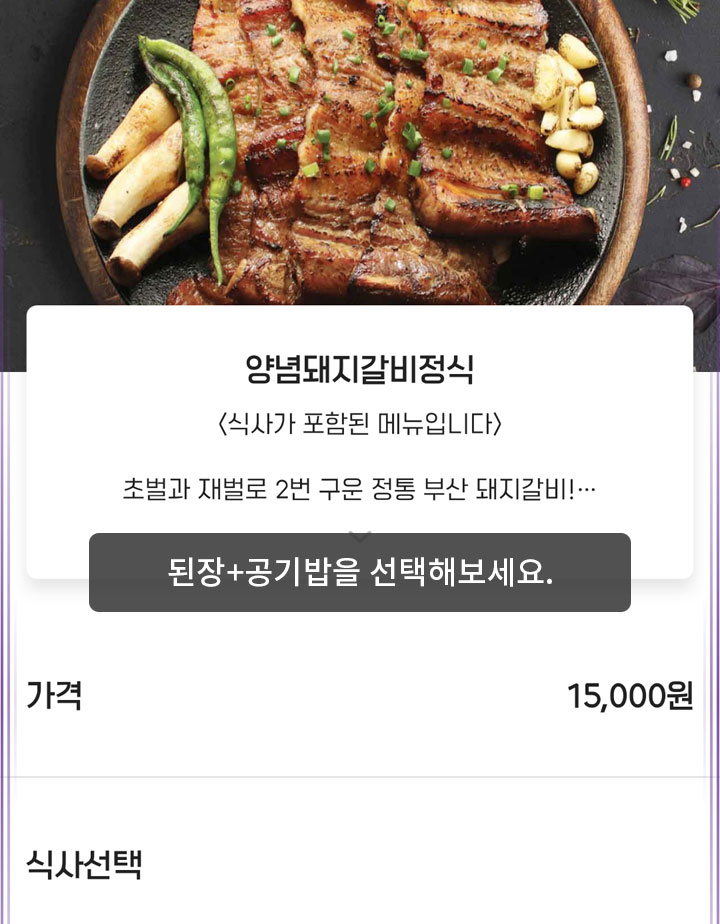 양념돼지갈비정식
<식사가 포함된 메뉴입니다>
초벌과 재벌로 2번 구운 정통 부산 돼지갈비!…
된장+공기밥을 선택해보세요.
가격 15,000원
식사선택